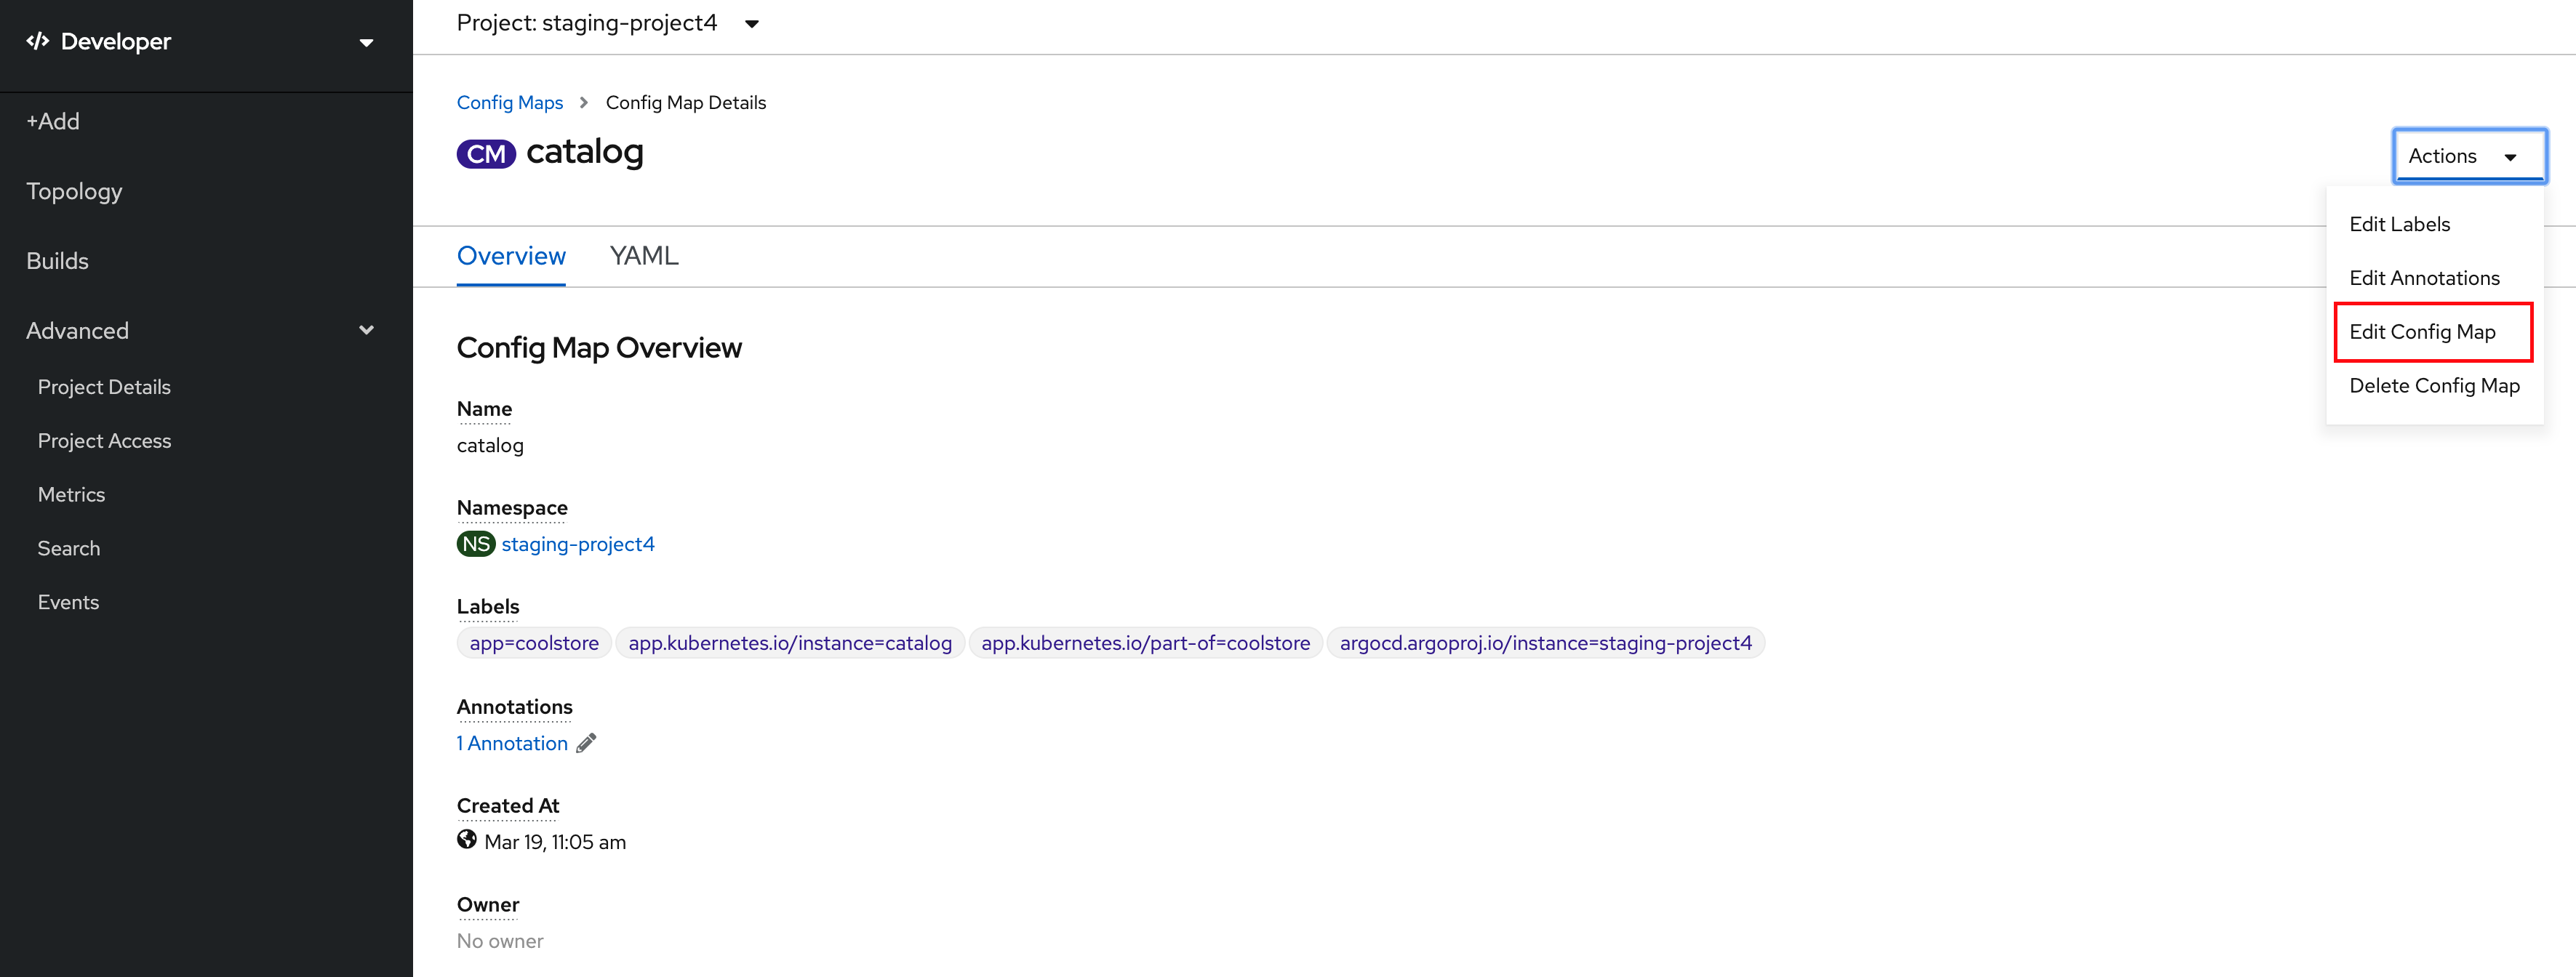 Developer
+Add
Topology
Builds
Advanced
Project Details
Project Access
Metrics
Search
Events
Project: staging-project4
Config Maps > Config Map Details
CM catalog
Actions
Edit Labels
Edit Annotations
Edit Config Map
Delete Config Map
Overview YAML
Config Map Overview
Name
catalog
Namespace
NS staging-project4
Labels
app=coolstore app.kubernetes.io/instance=catalog app.kubernetes.io/part-of=coolstore argocd.argoproj.io/instance=staging-project4
Annotations
1 Annotation
Created At
Mar 19, 11:05 am
Owner
No owner